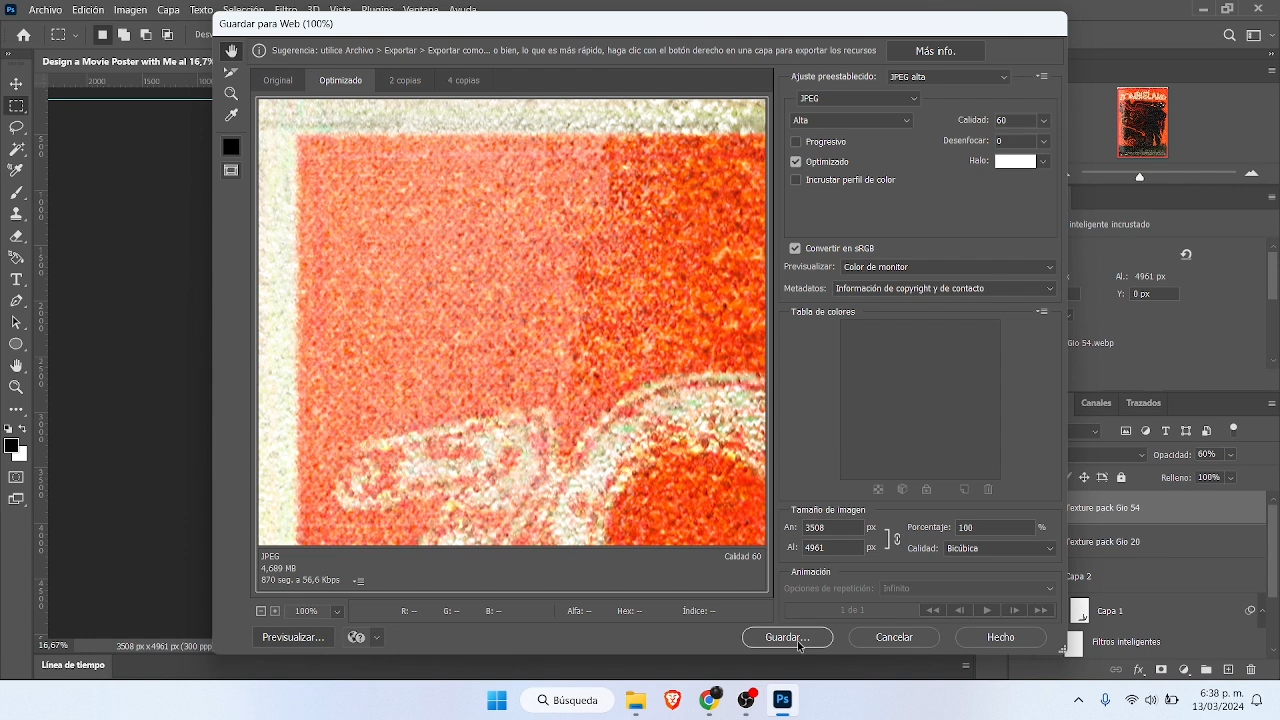 Ps Archivo Edición Imagen Capa Texto
Guardar para Web (100%)
Sugerencia: utilice Archivo > Exportar > Exportar como... o bien, lo que es más rápido, haga clic con el botón derecho en una capa para exportar los recursos
Más info.
Design a Movie Poster with Me al 16,7%
2000 1500
Original Optimizado 2 copias 4 copias
Ajuste preestablecido: JPEG alta
JPEG
Alta Calidad: 60
Progresivo Desenfocar: 0
Optimizado Halo:
Incrustar perfil de color
Convertir en sRGB
Previsualizar: Color de monitor
Metadatos: Información de copyright y de contacto
Tabla de colores
ZOMBIELAND
inteligente incrustado
Al.: 4961 px
Y: 0 px
Gio 54.webp
Canales Trazados
Opacidad: 60%
Relleno: 100%
Texture pack Gio 54
Texture pack Gio 20
Capa 2
Capa 1
Filtros inteligentes
Tamaño de imagen
An: 3508 px Porcentaje: 100 %
Al: 4961 px Calidad: Bicúbica
Animación
Opciones de repetición: Infinito
1 de 1
JPEG Calidad 60
4,689 MB
870 seg. a 56,6 Kbps
100% R: -- G: -- B: -- Alfa: -- Hex: -- Índice: --
Previsualizar... Guardar... Cancelar Hecho
16,67% 3508 px x 4961 px (300 ppp)
Línea de tiempo
Búsqueda
Ps
13/03/2024